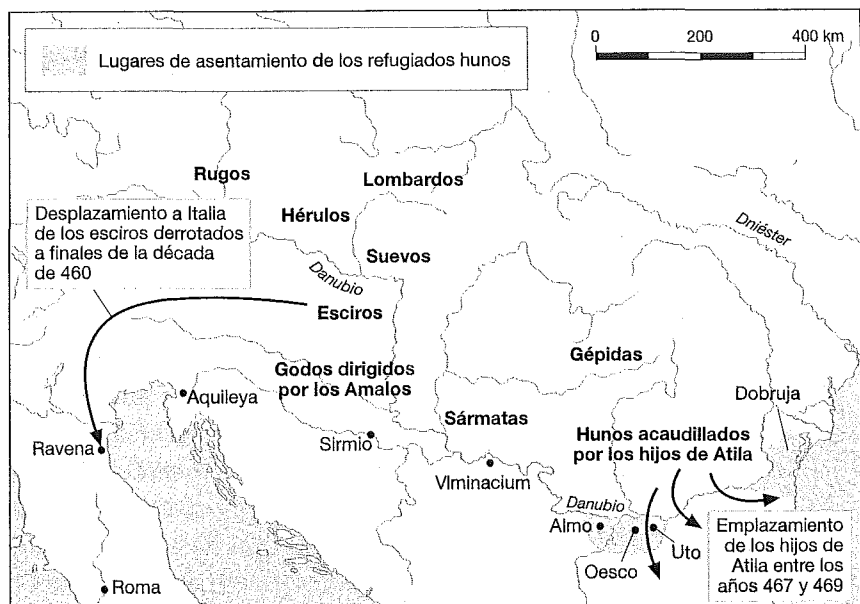 Lugares de asentamiento de los refugiados hunos
0 200 400 km
Rugos
Lombardos
Desplazamiento a Italia
de los esciros derrotados
a finales de la década
de 460
Hérulos
Dniéster
Suevos
Danubio
Esciros
Gépidas
Godos dirigidos
por los Amalos
Dobruja
Aquileya
Sármatas
Hunos acaudillados
por los hijos de Atila
Ravena
Sirmio
Viminacium
Danubio
Almo
Oesco
Uto
Emplazamiento
de los hijos de
Atila entre los
años 467 y 469
Roma